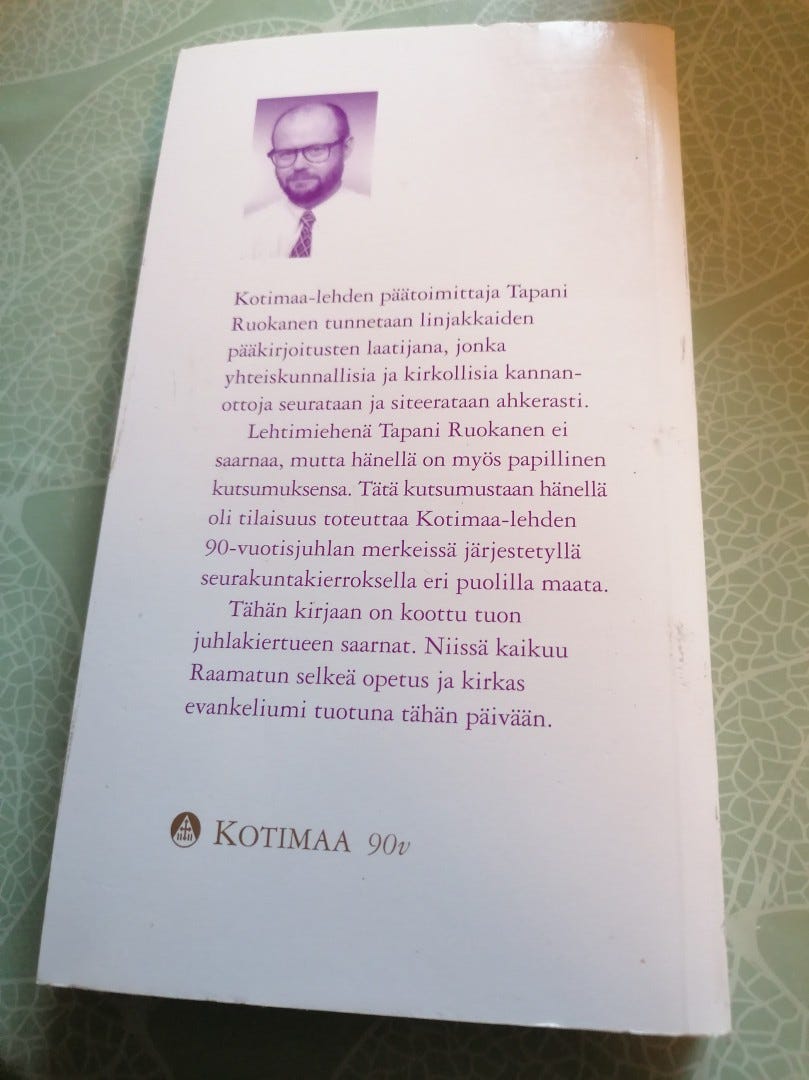 Kotimaa-lehden päätoimittaja Tapani
Ruokanen tunnetaan linjakkaiden
pääkirjoitusten laatijana, jonka
yhteiskunnallisia ja kirkollisia kannan-
ottoja seurataan ja siteerataan ahkerasti.
Lehtimiehenä Tapani Ruokanen ei
saarnaa, mutta hänellä on myös papillinen
kutsumuksensa. Tätä kutsumustaan hänellä
oli tilaisuus toteuttaa Kotimaa-lehden
90-vuotisjuhlan merkeissä järjestetyllä
seurakuntakierroksella eri puolilla maata.
Tähän kirjaan on koottu tuon
juhlakiertueen saarnat. Niissä kaikuu
Raamatun selkeä opetus ja kirkas
evankeliumi tuotuna tähän päivään.
KOTIMAA 90v